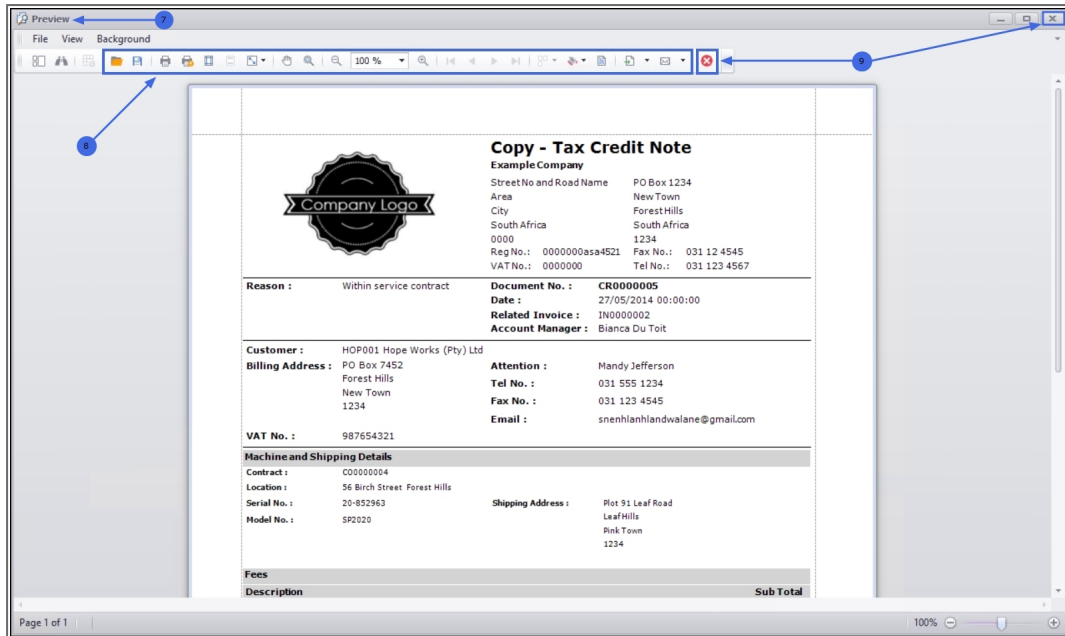 Preview
7
File View Background
100 %
9
8
Company Logo
Copy - Tax Credit Note
Example Company
Street No and Road Name PO Box 1234
Area New Town
City Forest Hills
South Africa South Africa
0000 1234
Reg No.: 0000000asa4521 Fax No.: 031 12 4545
VAT No.: 0000000 Tel No.: 031 123 4567
Reason : Within service contract Document No. : CR0000005
Date : 27/05/2014 00:00:00
Related Invoice : IN0000002
Account Manager : Bianca Du Toit
Customer : HOP001 Hope Works (Pty) Ltd
Billing Address : PO Box 7452 Attention : Mandy Jefferson
Forest Hills
Tel No. : 031 555 1234
New Town
Fax No. : 031 123 4545
1234
Email : snenhlanhlandwalane@gmail.com
VAT No. : 987654321
Machine and Shipping Details
Contract : CO0000004
Location : 56 Birch Street Forest Hills
Serial No. : 20-852963 Shipping Address : Plot 91 Leaf Road
Leaf Hills
Model No. : SP2020
Pink Town
1234
Fees
Description Sub Total
Page 1 of 1 100%